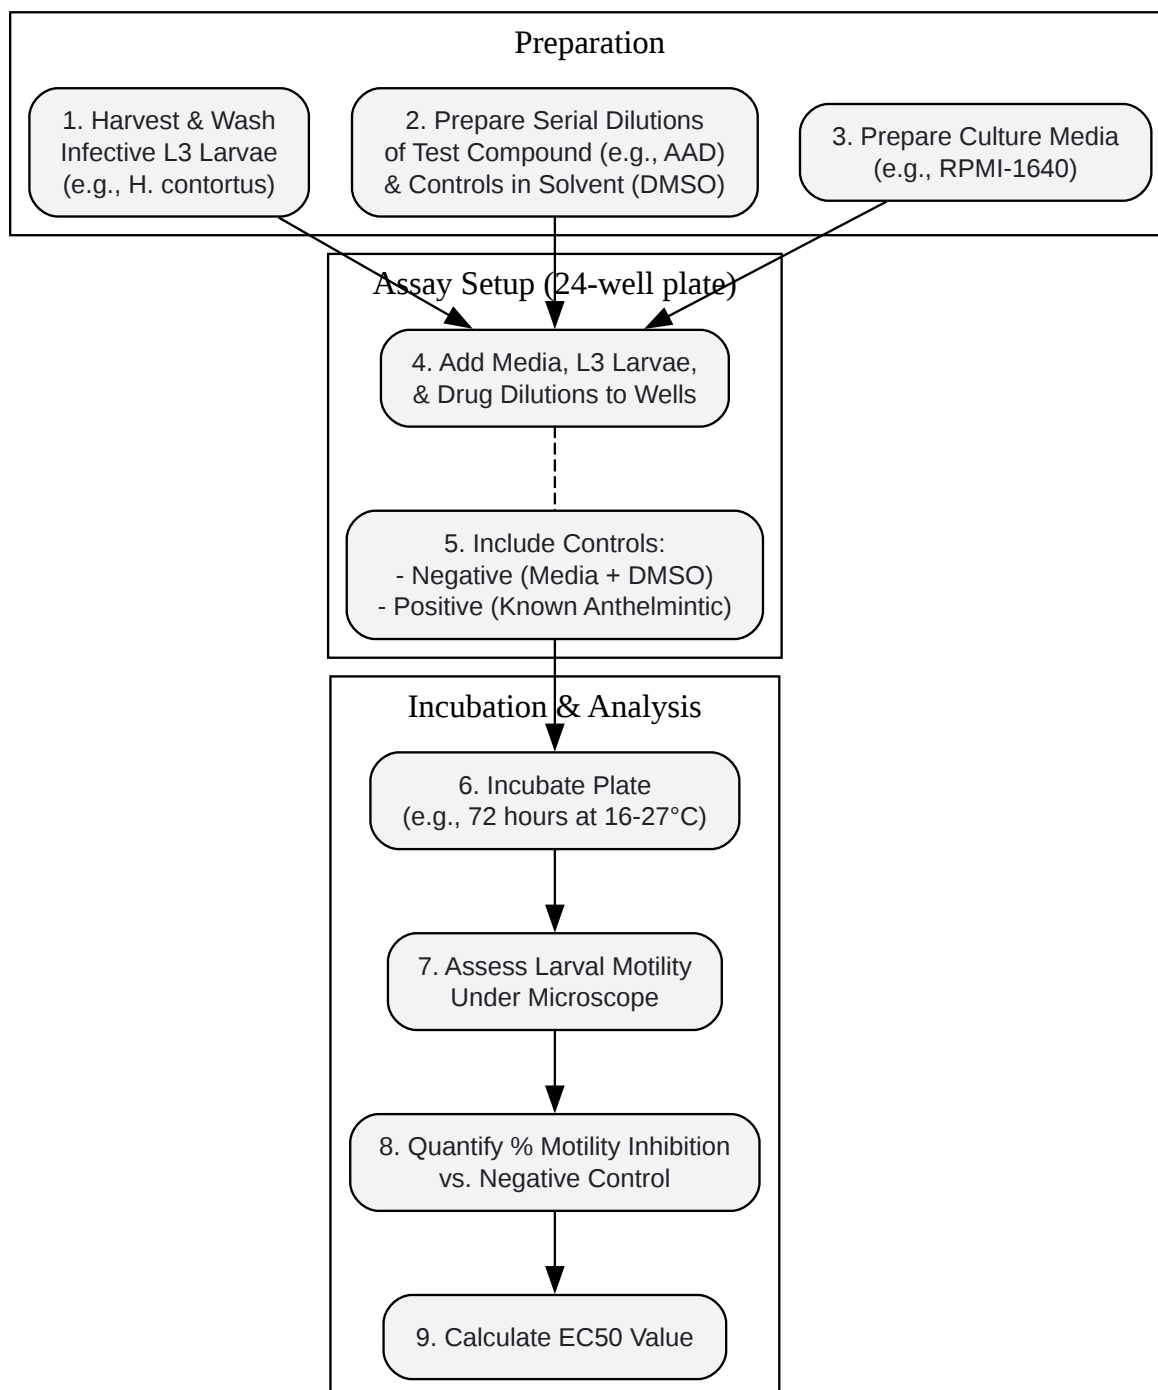 Preparation
1. Harvest & Wash
Infective L3 Larvae
(e.g., H. contortus)
2. Prepare Serial Dilutions
of Test Compound (e.g., AAD)
& Controls in Solvent (DMSO)
3. Prepare Culture Media
(e.g., RPMI-1640)
Assay Setup (24-well plate)
4. Add Media, L3 Larvae,
& Drug Dilutions to Wells
5. Include Controls:
- Negative (Media + DMSO)
- Positive (Known Anthelmintic)
Incubation & Analysis
6. Incubate Plate
(e.g., 72 hours at 16-27°C)
7. Assess Larval Motility
Under Microscope
8. Quantify % Motility Inhibition
vs. Negative Control
9. Calculate EC50 Value